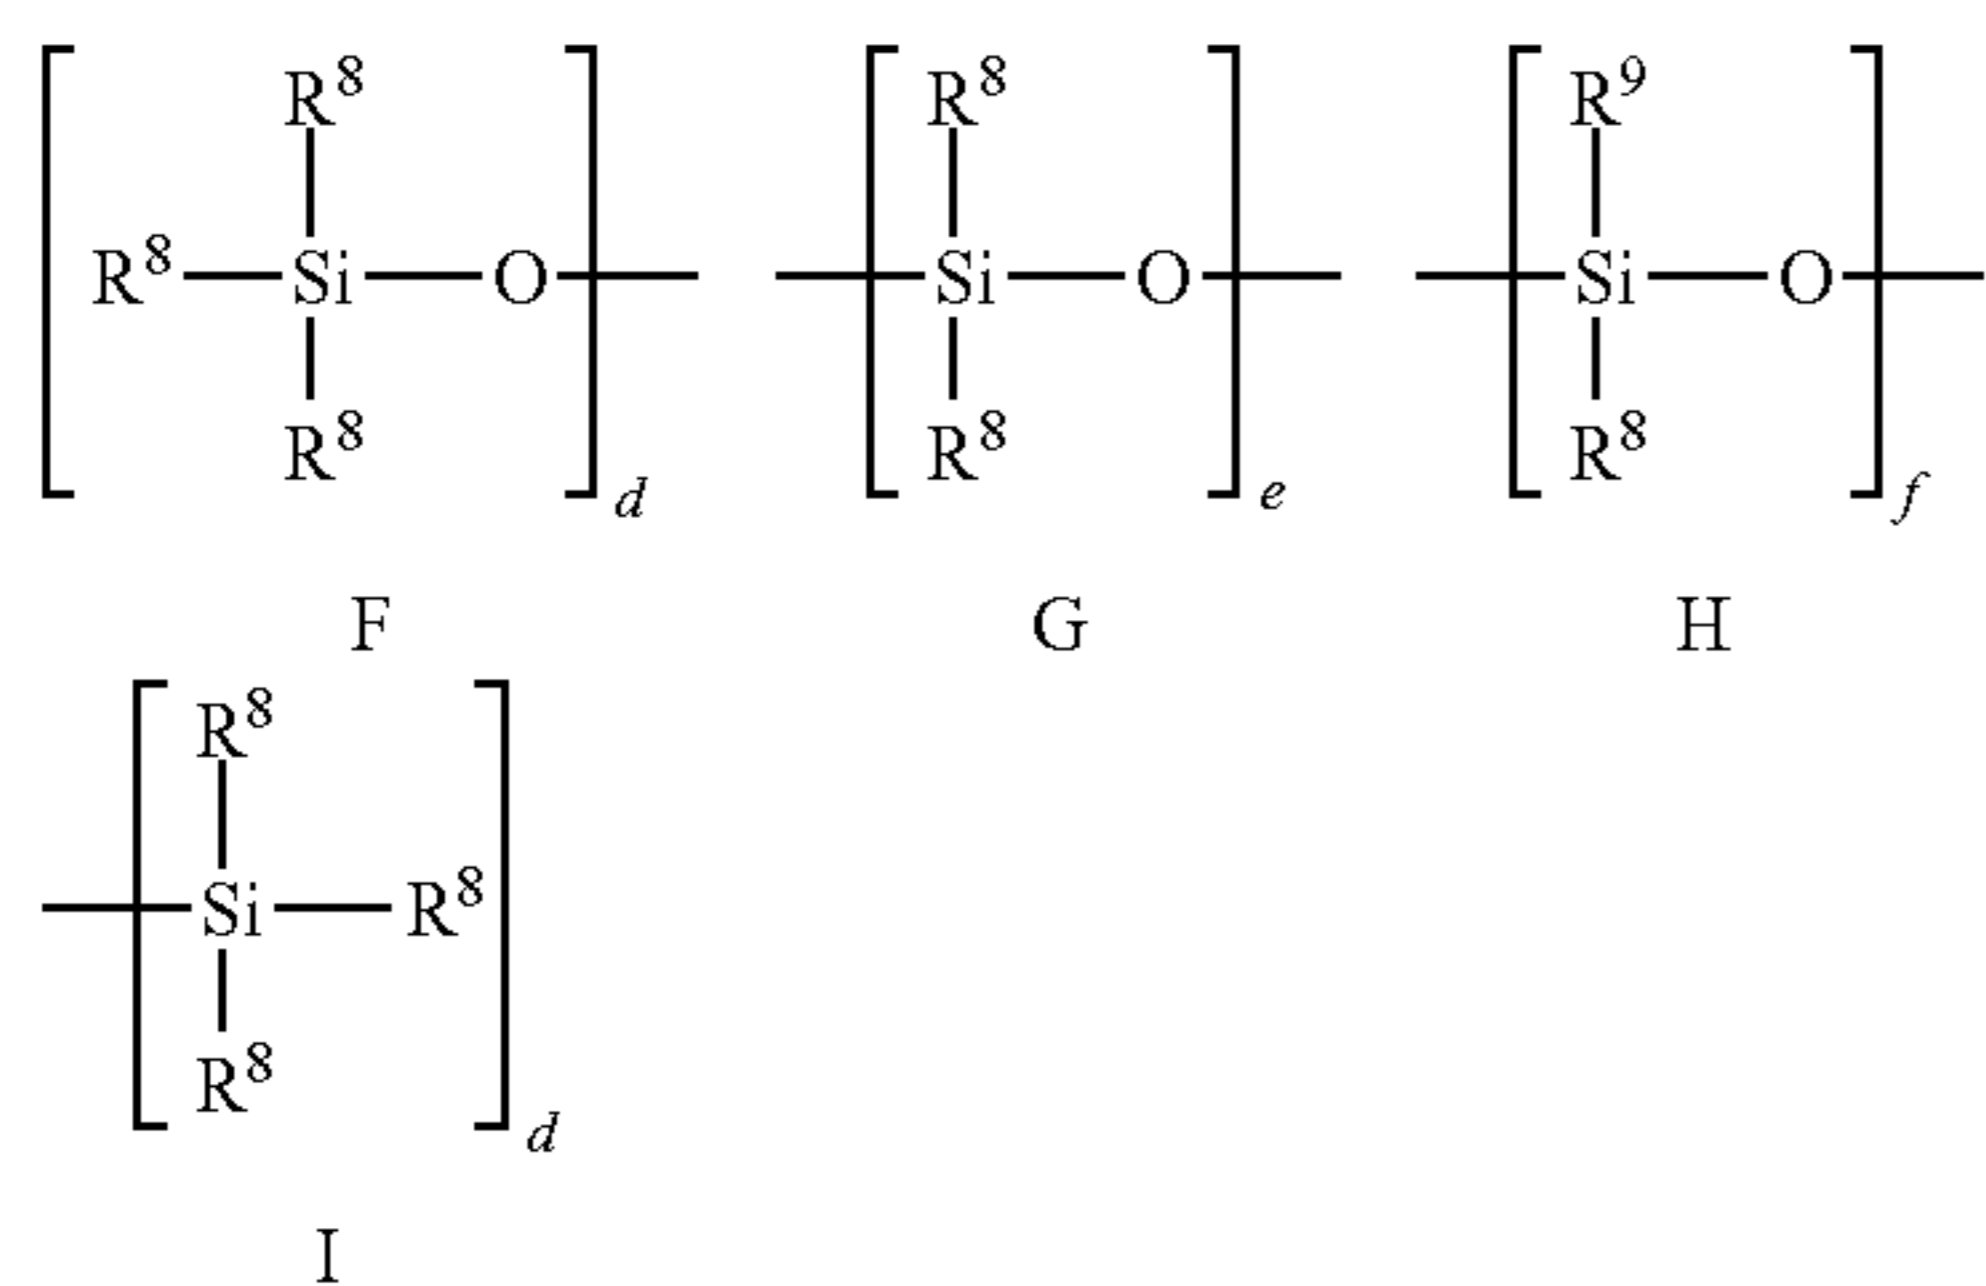 R⁸ R⁸ R⁹
R⁸—Si—O— —Si—O— —Si—O—
R⁸ R⁸ R⁸
d e f
F G H
R⁸
—Si—R⁸
R⁸
d
I